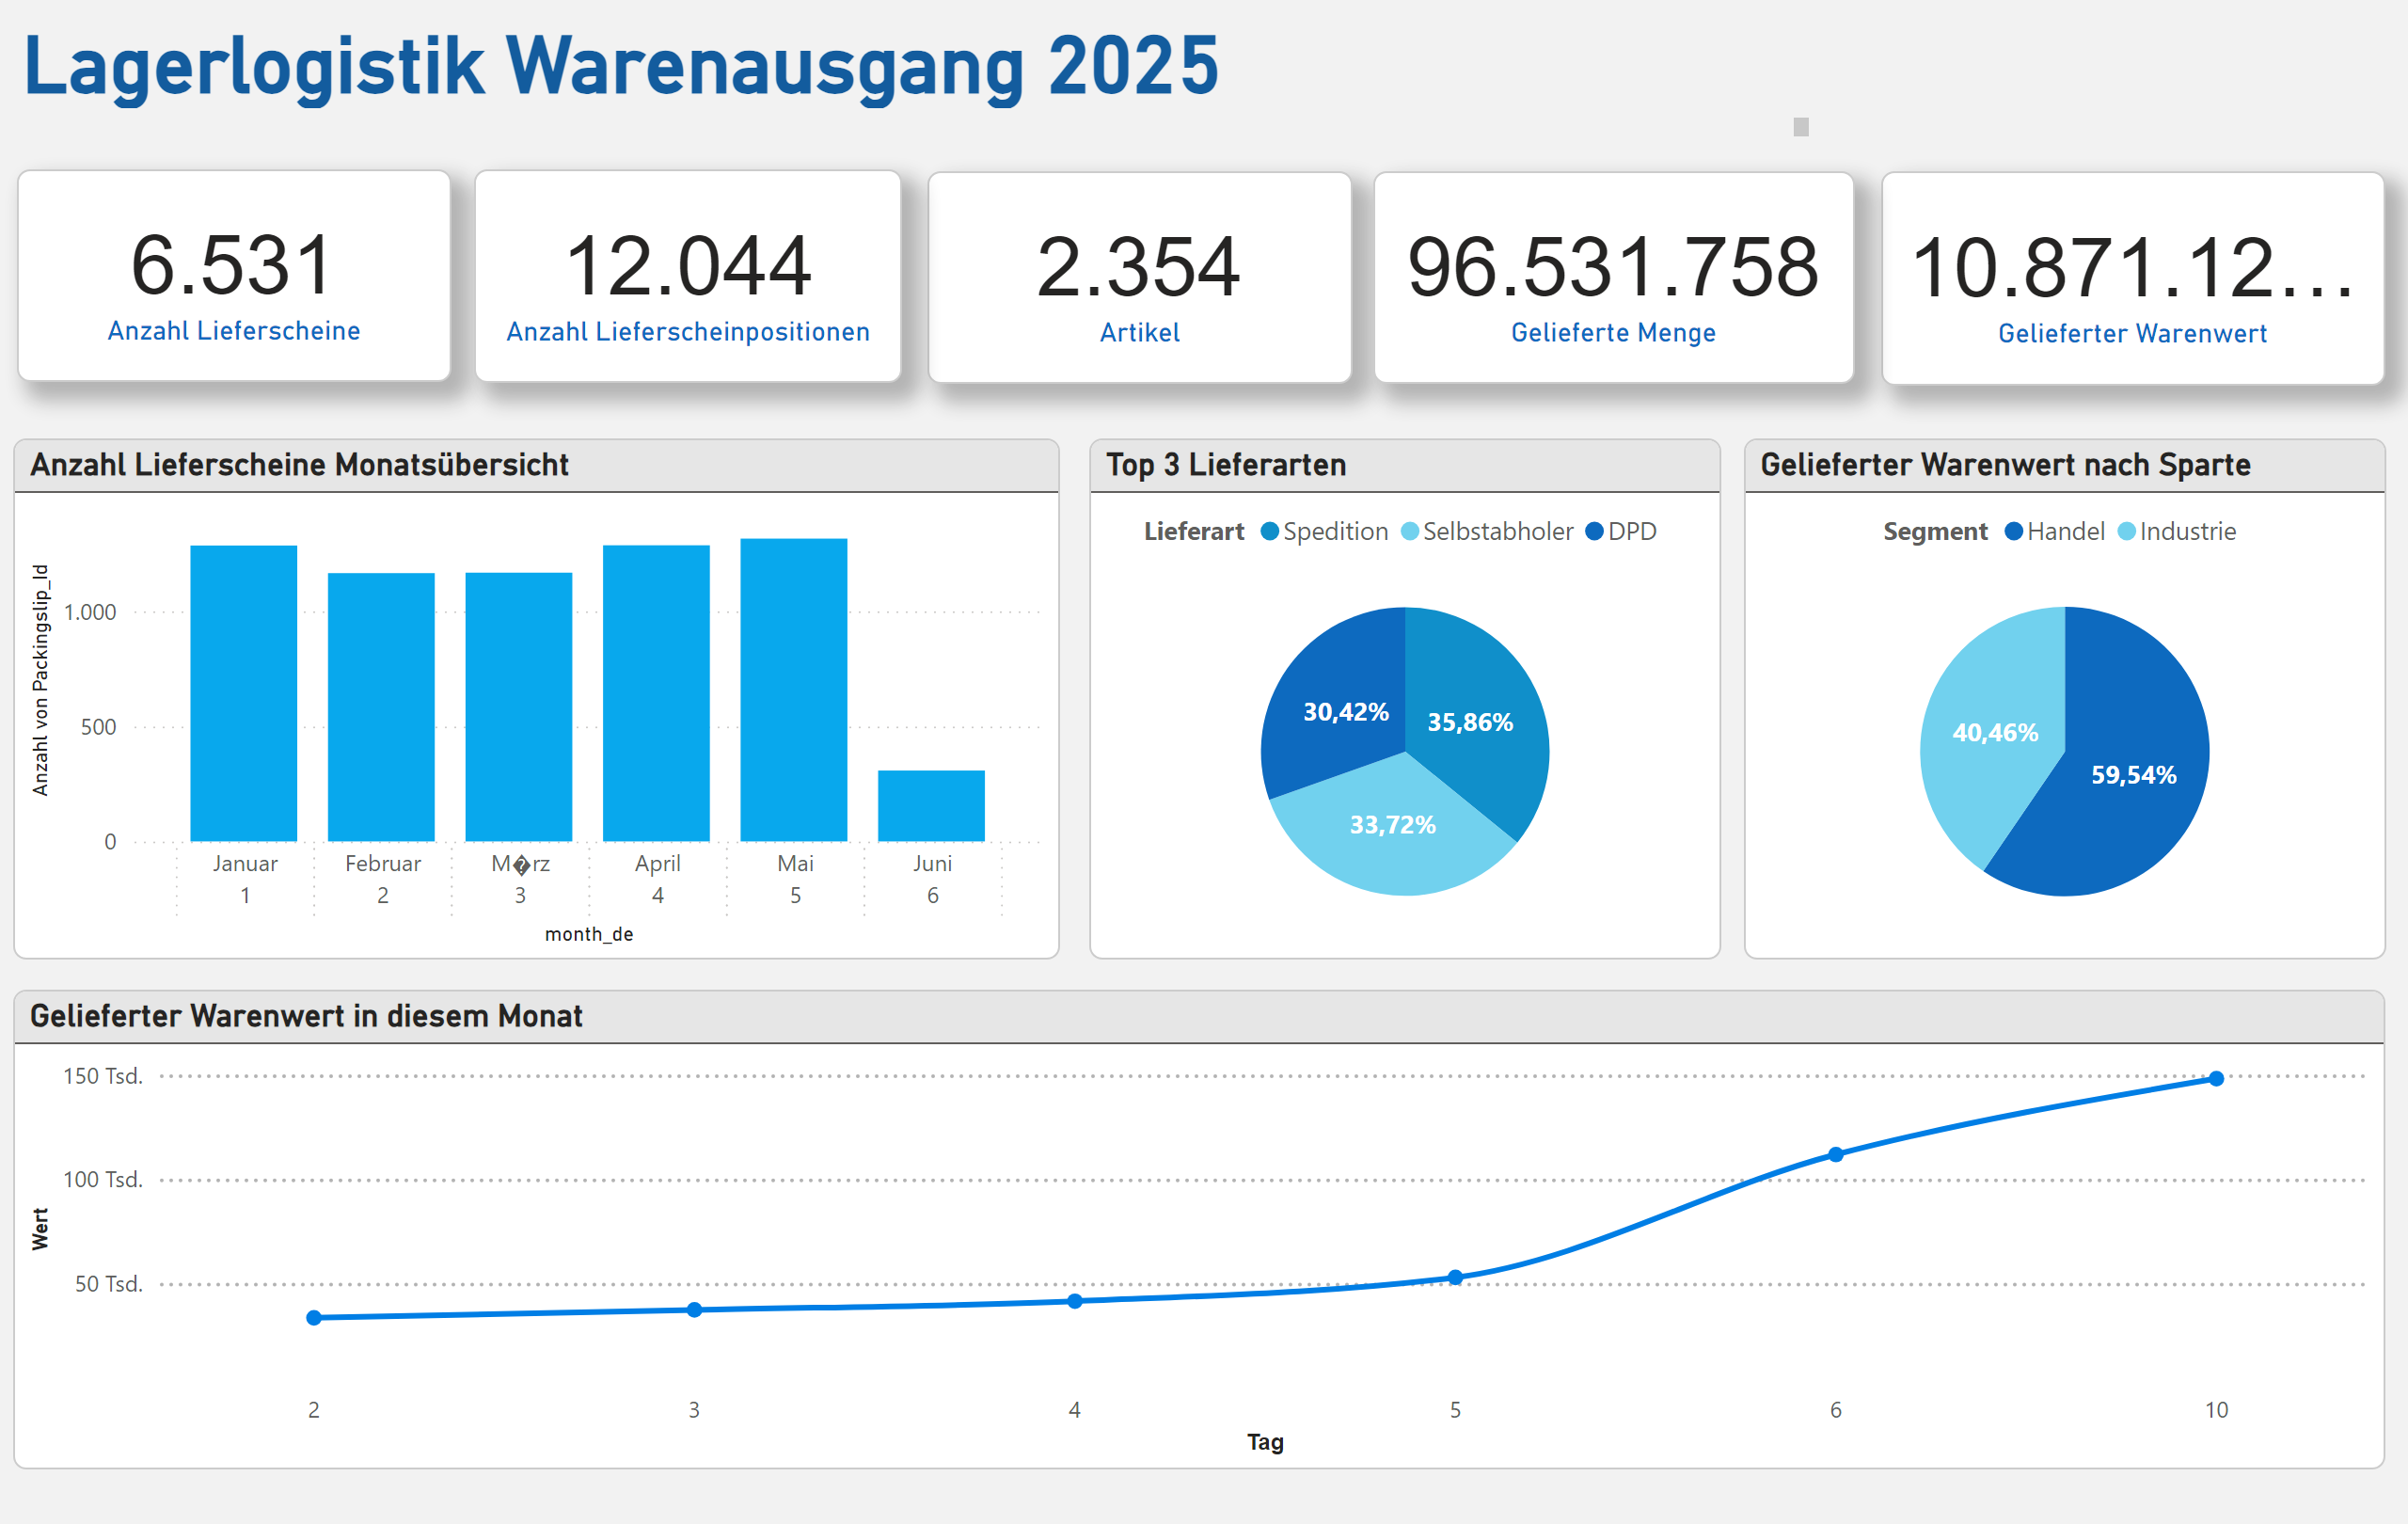 Lagerlogistik Warenausgang 2025
6.531
Anzahl Lieferscheine
12.044
Anzahl Lieferscheinpositionen
2.354
Artikel
96.531.758
Gelieferte Menge
10.871.12...
Gelieferter Warenwert
Anzahl Lieferscheine Monatsübersicht
Anzahl von Packingslip_Id
1.000
500
0
Januar Februar M�rz April Mai Juni
1 2 3 4 5 6
month_de
Top 3 Lieferarten
Lieferart Spedition Selbstabholer DPD
30,42%
35,86%
33,72%
Gelieferter Warenwert nach Sparte
Segment Handel Industrie
40,46%
59,54%
Gelieferter Warenwert in diesem Monat
Wert
150 Tsd.
100 Tsd.
50 Tsd.
2 3 4 5 6 10
Tag